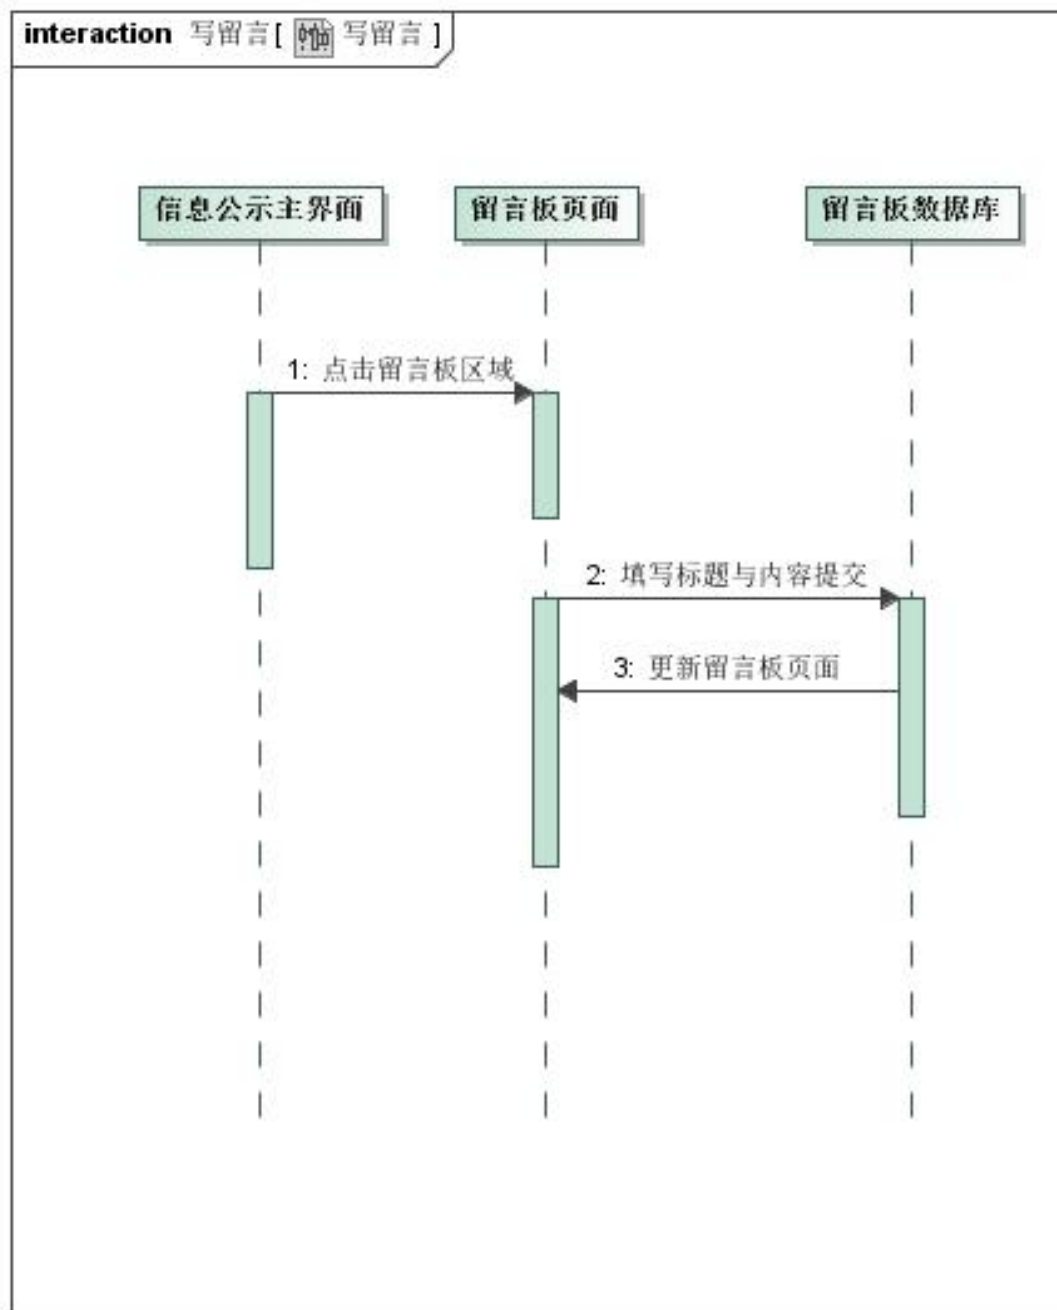 interaction 写留言[ 写留言 ]
信息公示主界面 留言板页面 留言板数据库
1: 点击留言板区域
2: 填写标题与内容提交
3: 更新留言板页面